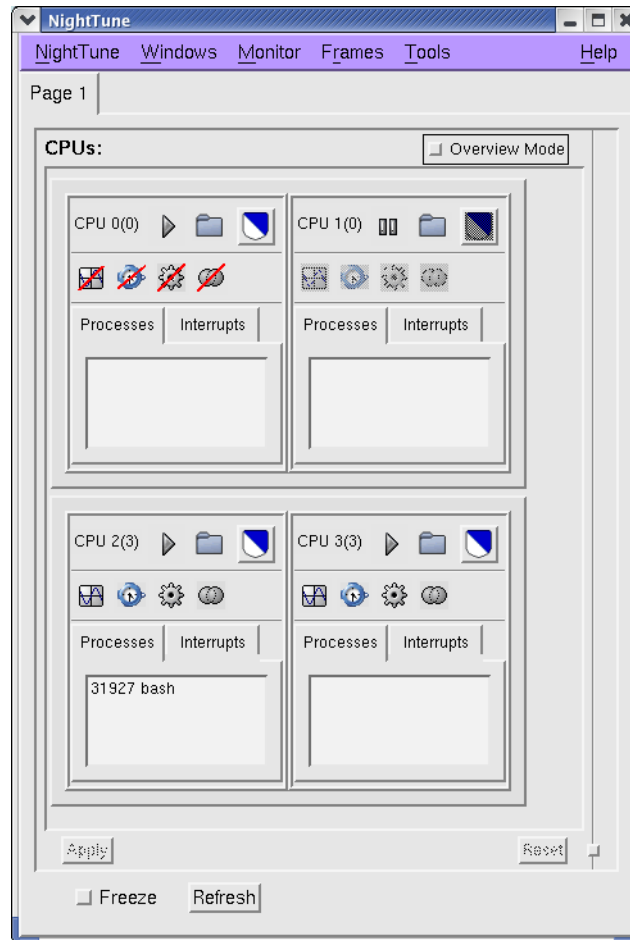 NightTune
NightTune Windows Monitor Frames Tools Help
Page 1
CPUs: Overview Mode
CPU 0(0) CPU 1(0)
Processes Interrupts Processes Interrupts
CPU 2(3) CPU 3(3)
Processes Interrupts Processes Interrupts
31927 bash
Apply Reset
Freeze Refresh